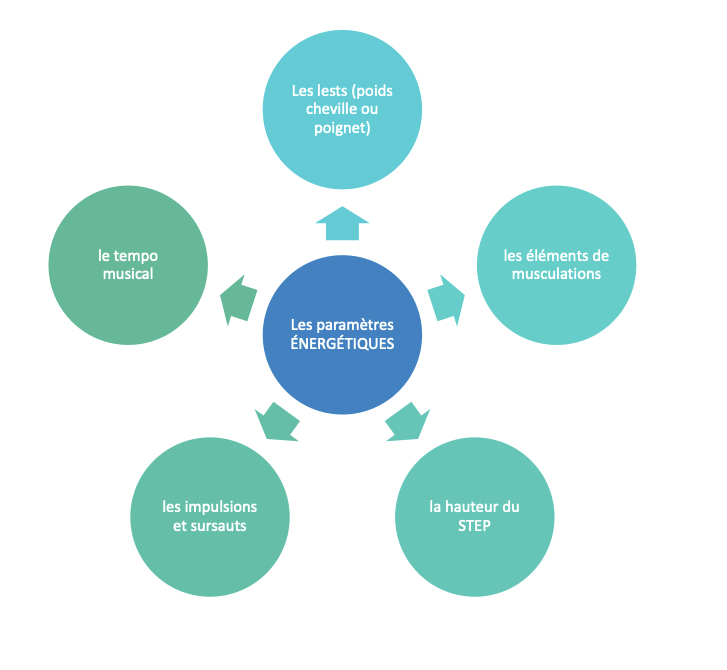 Les lests (poids
cheville ou
poignet)
le tempo
musical
les éléments de
musculations
Les paramètres
ÉNERGÉTIQUES
les impulsions
et sursauts
la hauteur du
STEP